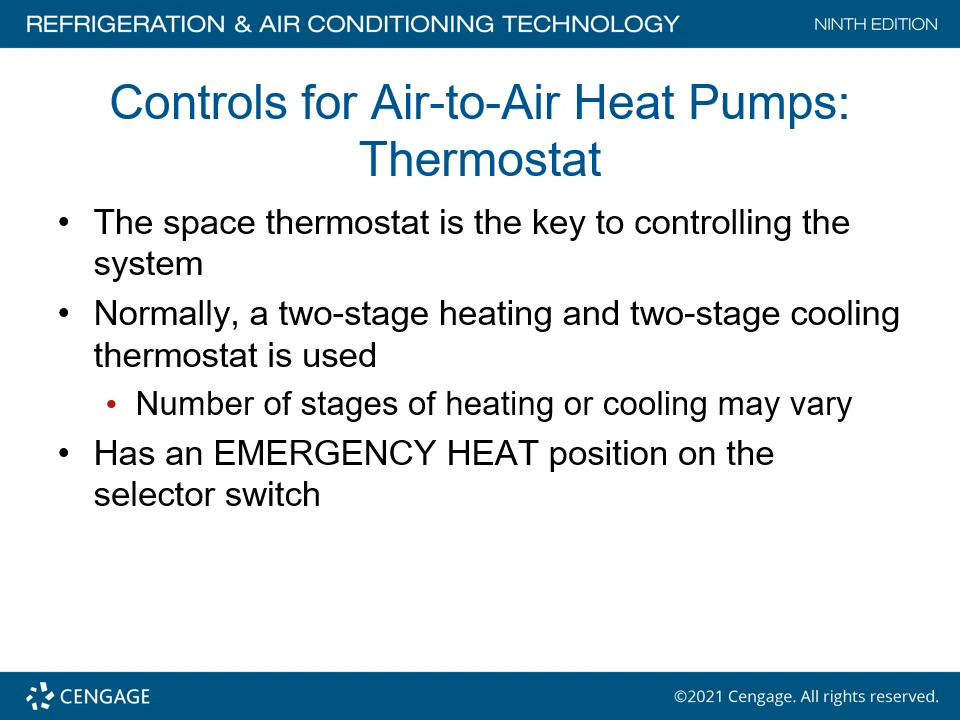 REFRIGERATION & AIR CONDITIONING TECHNOLOGY
NINTH EDITION
Controls for Air-to-Air Heat Pumps:
Thermostat
• The space thermostat is the key to controlling the
system
• Normally, a two-stage heating and two-stage cooling
thermostat is used
• Number of stages of heating or cooling may vary
• Has an EMERGENCY HEAT position on the
selector switch
CENGAGE
©2021 Cengage. All rights reserved.